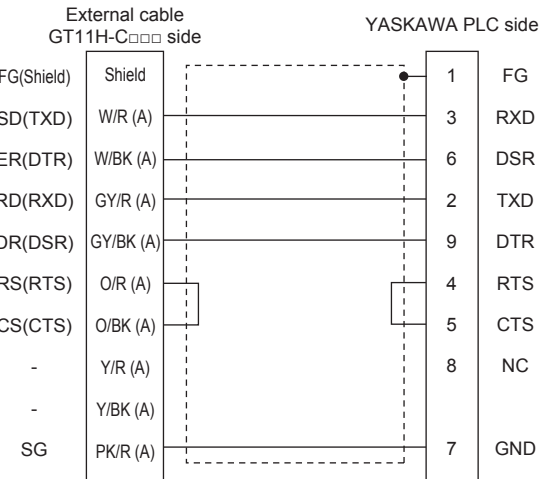 External cable
GT11H-C□□□ side
YASKAWA PLC side
FG(Shield) Shield 1 FG
SD(TXD) W/R (A) 3 RXD
ER(DTR) W/BK (A) 6 DSR
RD(RXD) GY/R (A) 2 TXD
DR(DSR) GY/BK (A) 9 DTR
RS(RTS) O/R (A) 4 RTS
CS(CTS) O/BK (A) 5 CTS
- Y/R (A) 8 NC
- Y/BK (A)
SG PK/R (A) 7 GND